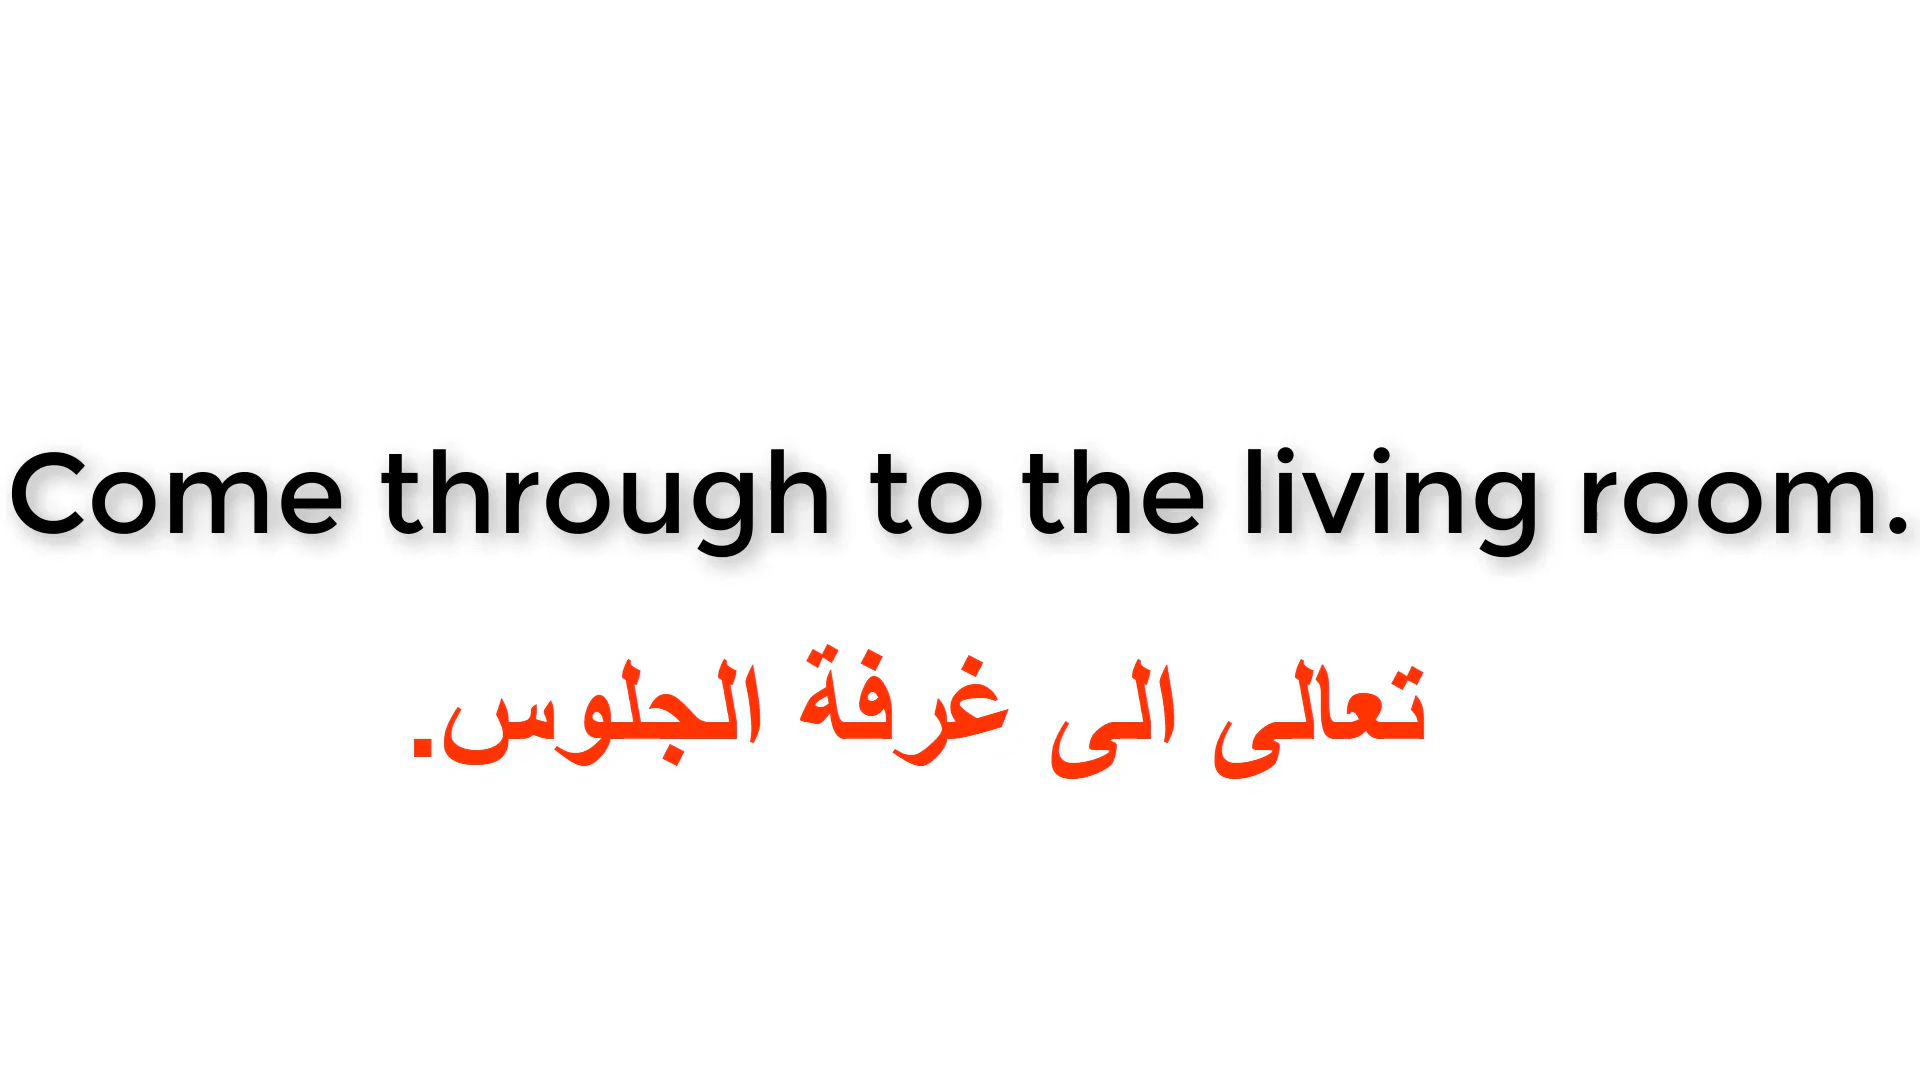 Come through to the living room.
تعالى الى غرفة الجلوس.